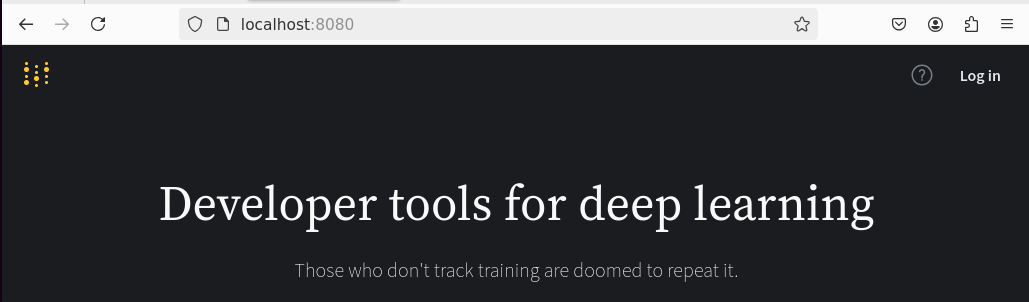 localhost:8080
Log in
Developer tools for deep learning
Those who don't track training are doomed to repeat it.